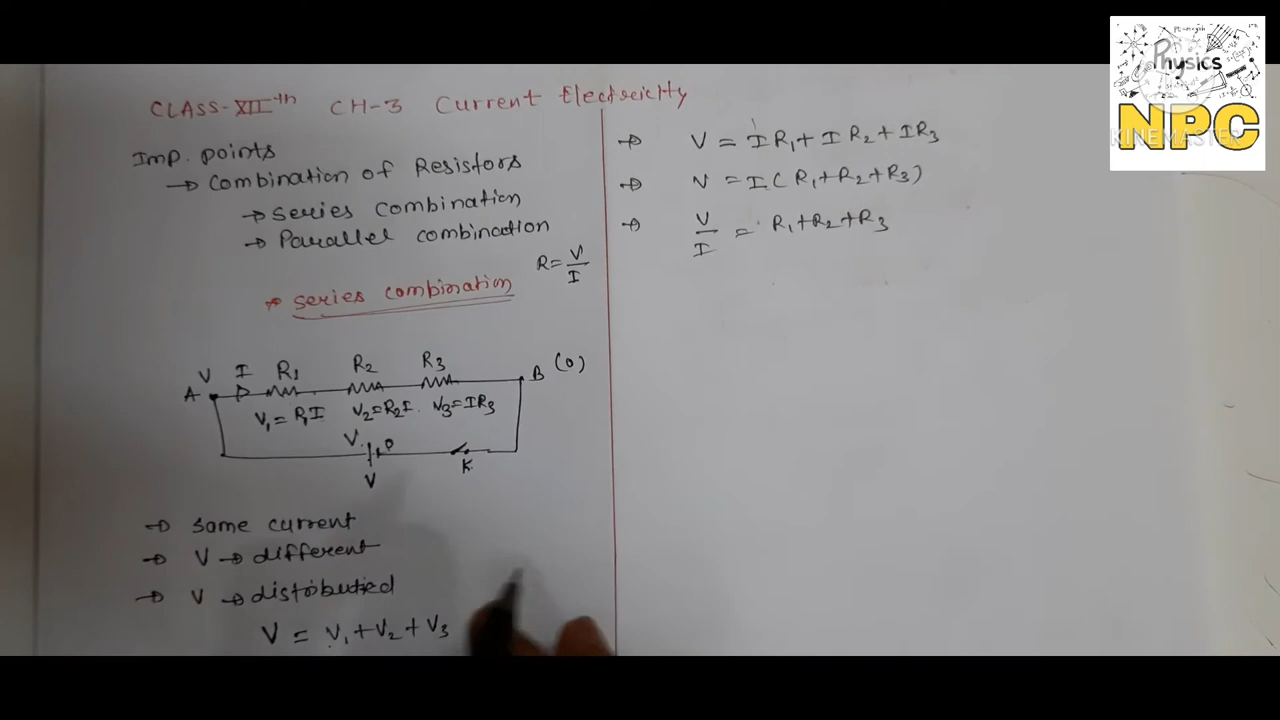 CLASS-XIIth CH-3 Current Electricity
Imp. points
→ Combination of Resistors
→ series combination
→ Parallel combination
R = V/I
series combination
V I R1 R2 R3
A B (0)
V1 = R1I V2 = R2I V3 = IR3
V 0
K
V
→ same current
→ V → different
→ V → distributed
V = V1 + V2 + V3
→ V = IR1 + IR2 + IR3
→ V = I(R1+R2+R3)
→ V/I = R1+R2+R3
Physics
NPC
KINEMASTER